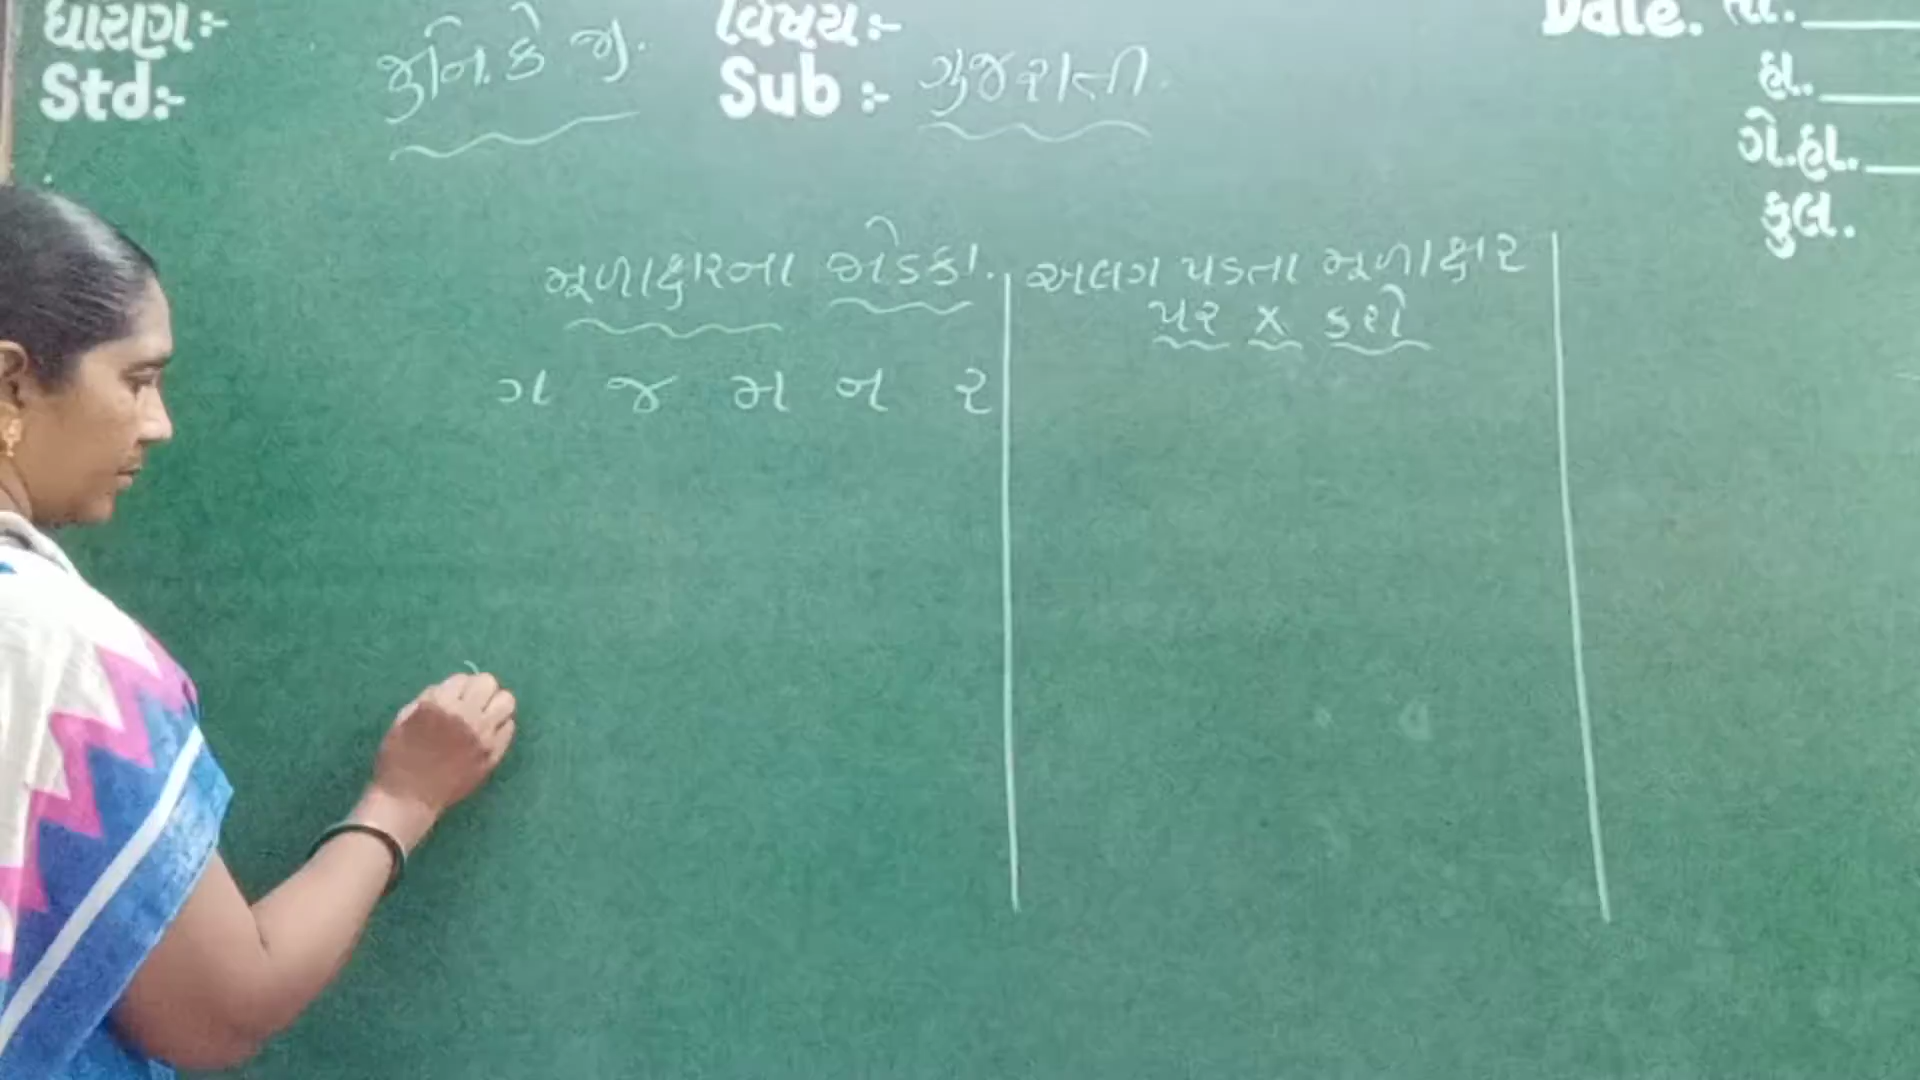 ધોરણ:- જુનિ.કે જી. વિષય:-
Std:- Sub :- ગુજરાતી.
Date. તા.
હા.
ગે.હા.
કુલ.
મૂળાક્ષરના જોડકા.
અલગ પડતા મૂળાક્ષર
પર × કરો
ગ જ મ ન ર